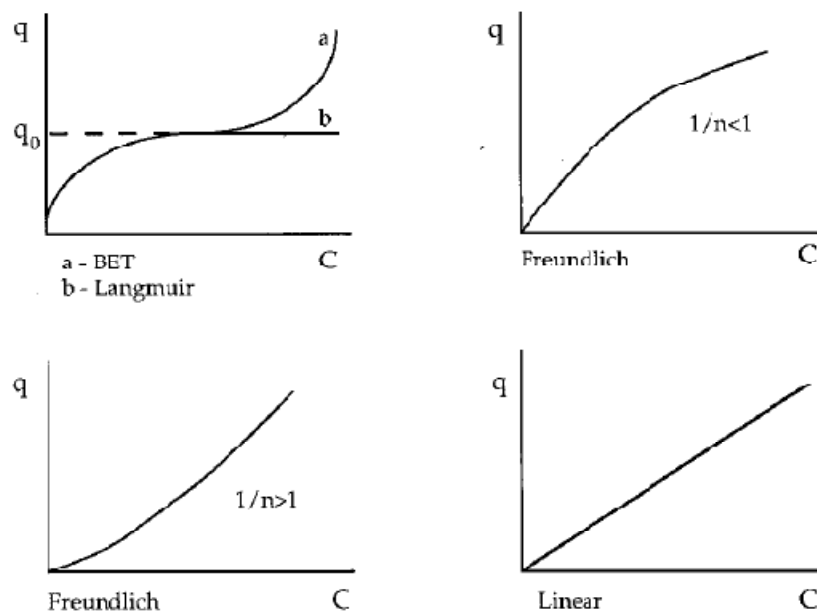 q
a
q₀
b
a - BET
C
b - Langmuir
q
1/n<1
Freundlich
C
q
1/n>1
Freundlich
C
q
Linear
C